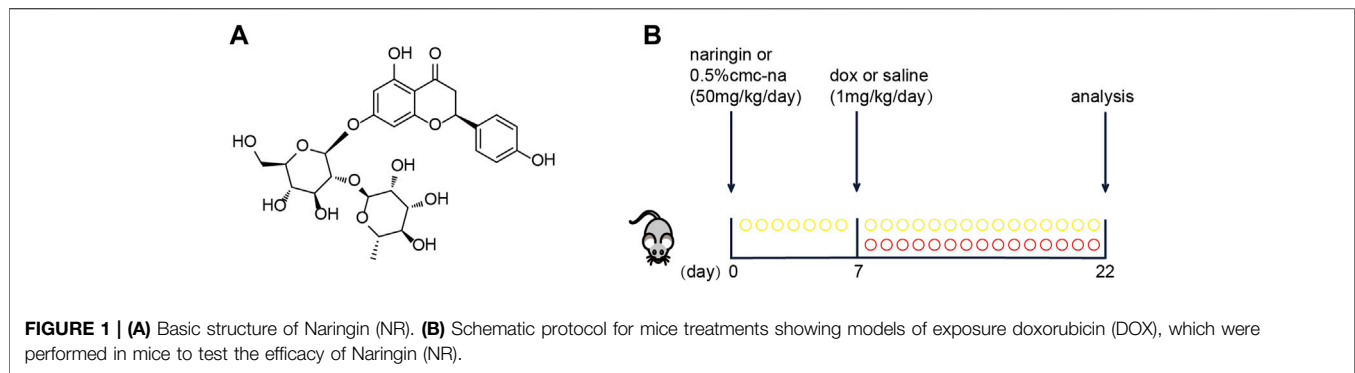 A
OH
O
O
O
OH
HO
O
O
OH
HO
OH
O
OH
OH
B
naringin or
0.5%cmc-na
(50mg/kg/day)
dox or saline
(1mg/kg/day)
analysis
(day) 0 7 22
FIGURE 1 | (A) Basic structure of Naringin (NR). (B) Schematic protocol for mice treatments showing models of exposure doxorubicin (DOX), which were
performed in mice to test the efficacy of Naringin (NR).